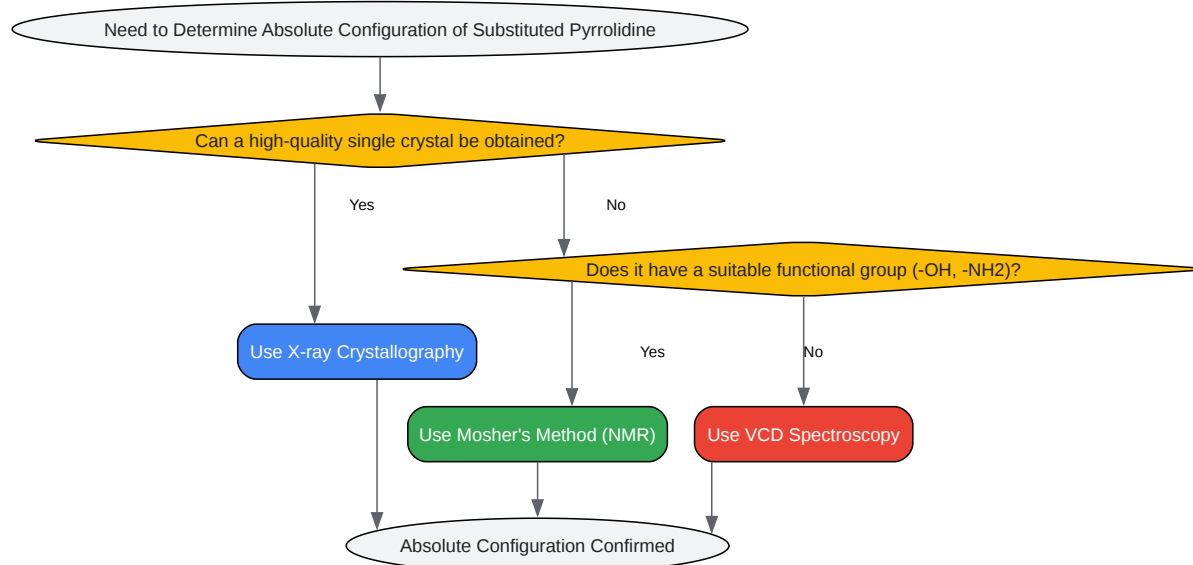 Need to Determine Absolute Configuration of Substituted Pyrrolidine
Can a high-quality single crystal be obtained?
Yes
No
Does it have a suitable functional group (-OH, -NH2)?
Use X-ray Crystallography
Yes
No
Use Mosher's Method (NMR)
Use VCD Spectroscopy
Absolute Configuration Confirmed